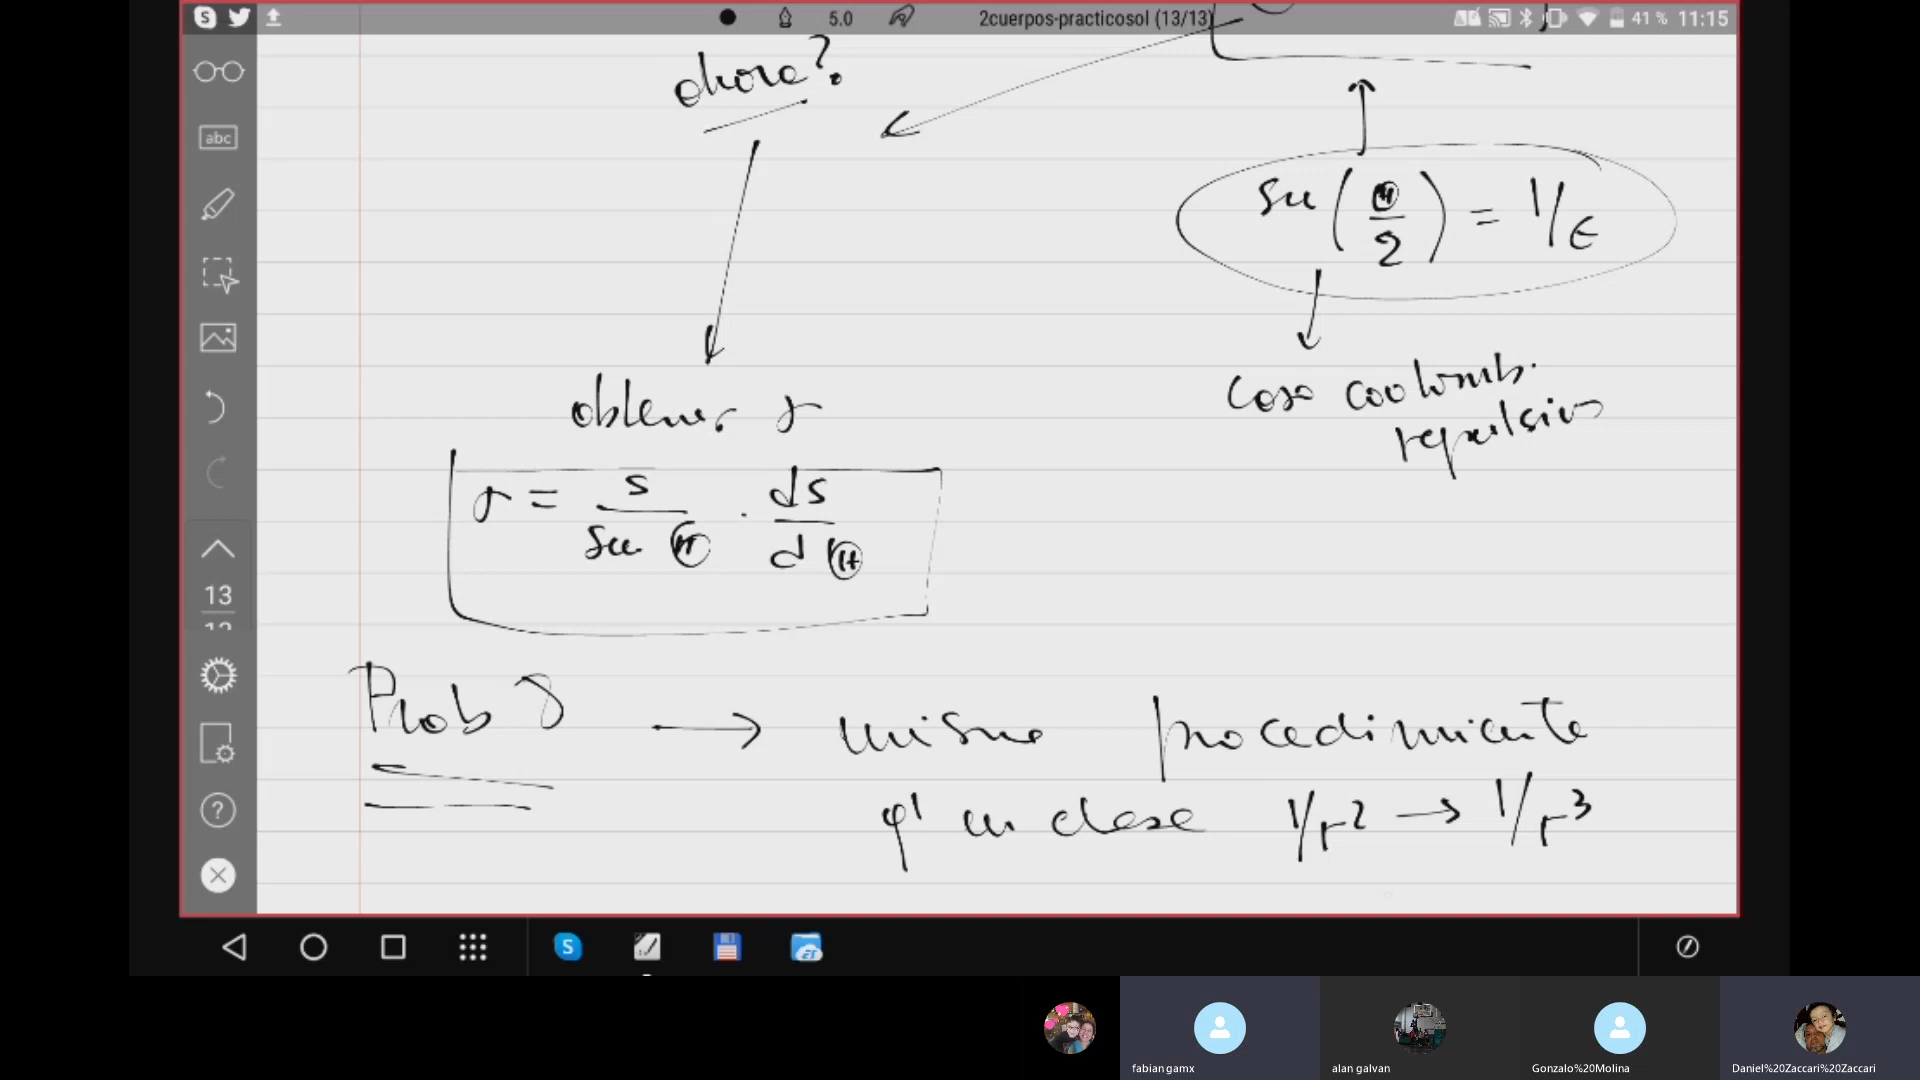 5.0 2cuerpos-practicosol (13/13) 41 % 11:15
abc
ahora?
sen (Θ/2) = 1/ε
Caso coulomb.
repulsivo
obtener σ
σ = s/sen Θ · ds/dΘ
13
Prob 8 → mismo procedimiento
q' en clase 1/r2 → 1/r3
fabian gamx
alan galvan
Gonzalo%20Molina
Daniel%20Zaccari%20Zaccari